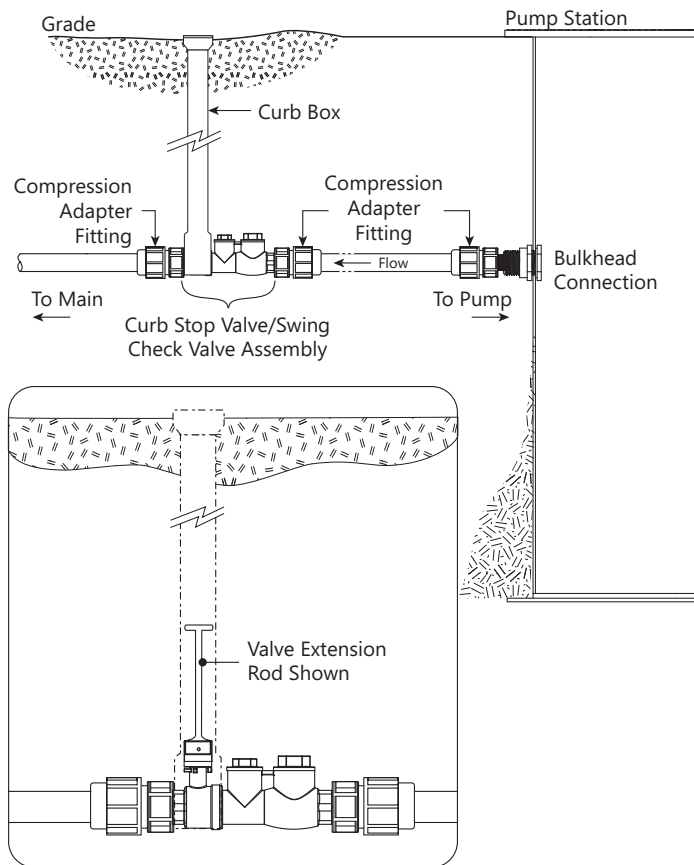 Grade
Pump Station
Curb Box
Compression
Adapter
Fitting
Compression
Adapter
Fitting
Flow
Bulkhead
Connection
To Main
To Pump
Curb Stop Valve/Swing
Check Valve Assembly
Valve Extension
Rod Shown